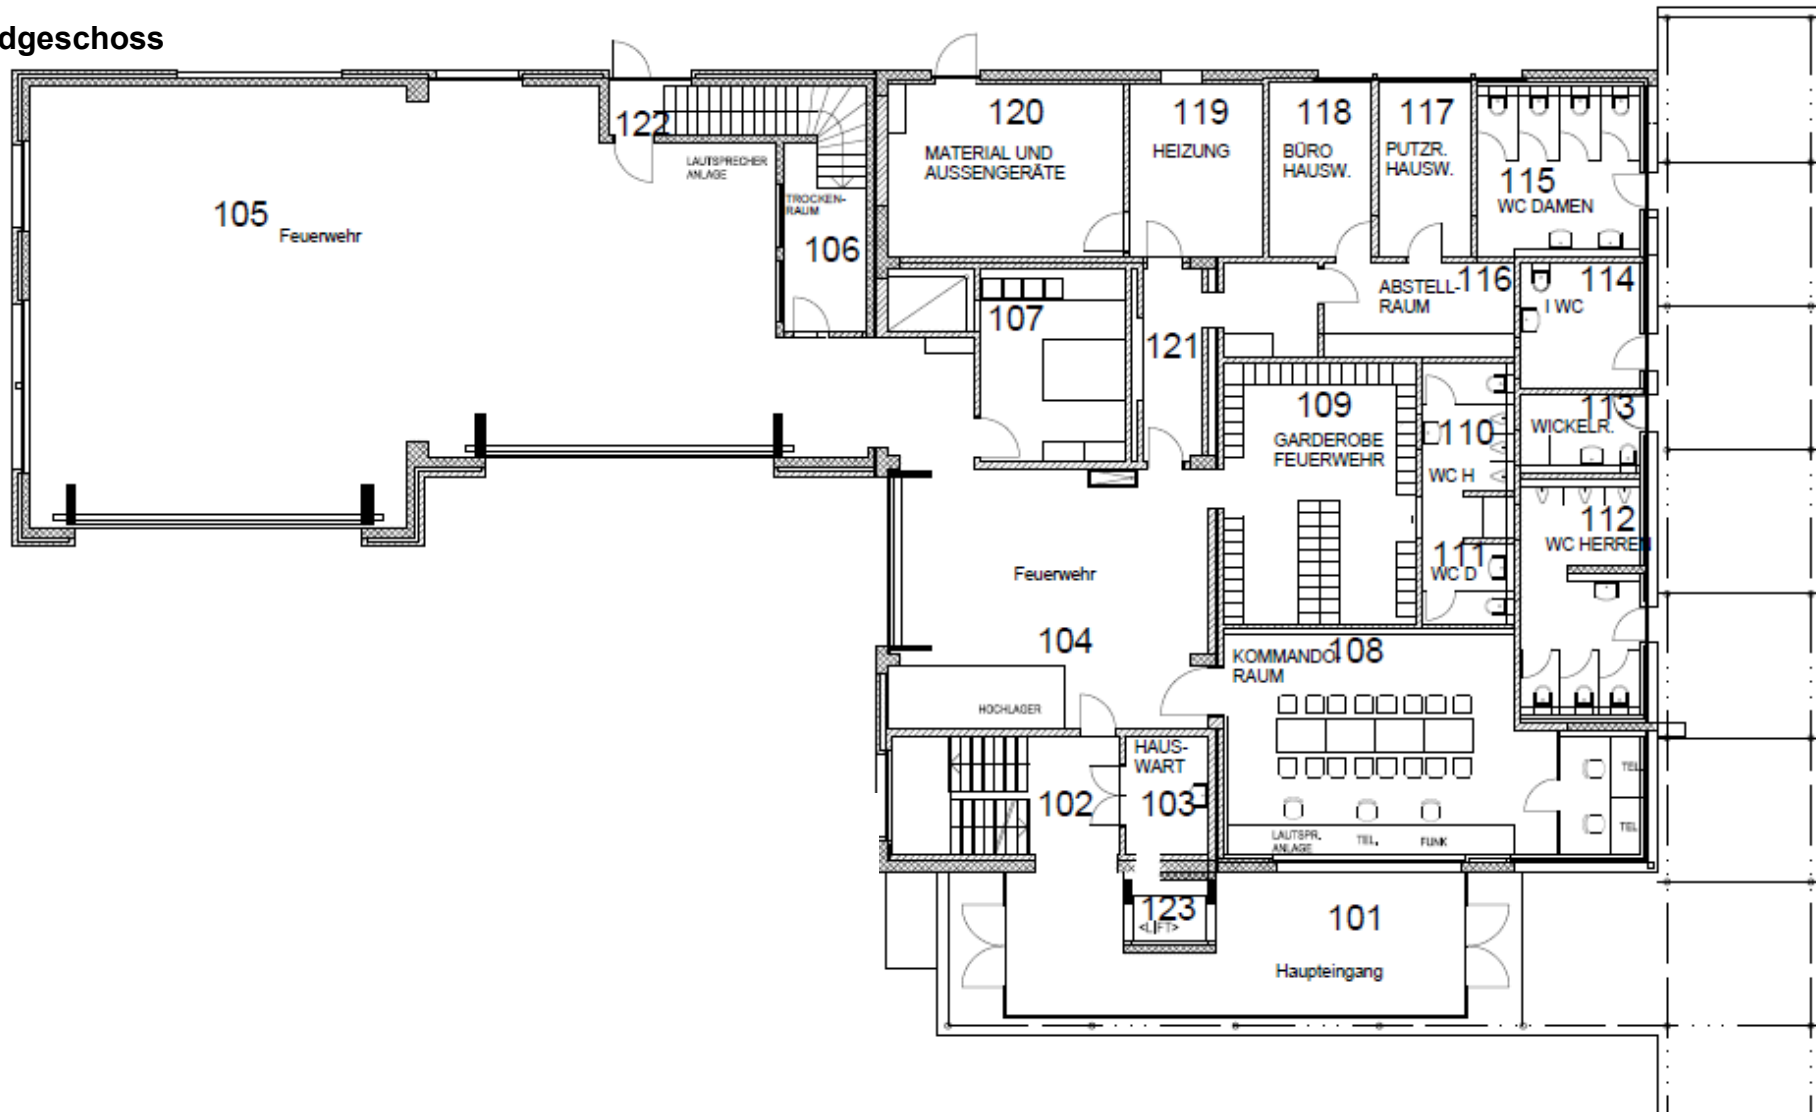 dgeschoss
122
LAUTSPRECHER
ANLAGE
105
Feuerwehr
TROCKEN-
RAUM
106
120
MATERIAL UND
AUSSENGERÄTE
119
HEIZUNG
118
BÜRO
HAUSW.
117
PUTZR.
HAUSW.
115
WC DAMEN
116
ABSTELL-
RAUM
114
I WC
107
121
109
GARDEROBE
FEUERWEHR
110
WC H
113
WICKELR.
112
WC HERREN
111
WC D
Feuerwehr
104
HOCHLAGER
108
KOMMANDO-
RAUM
HAUS-
WART
102
103
LAUTSPR.
ANLAGE
TEL.
FUNK
TEL
TEL
123
<LIFT>
101
Haupteingang